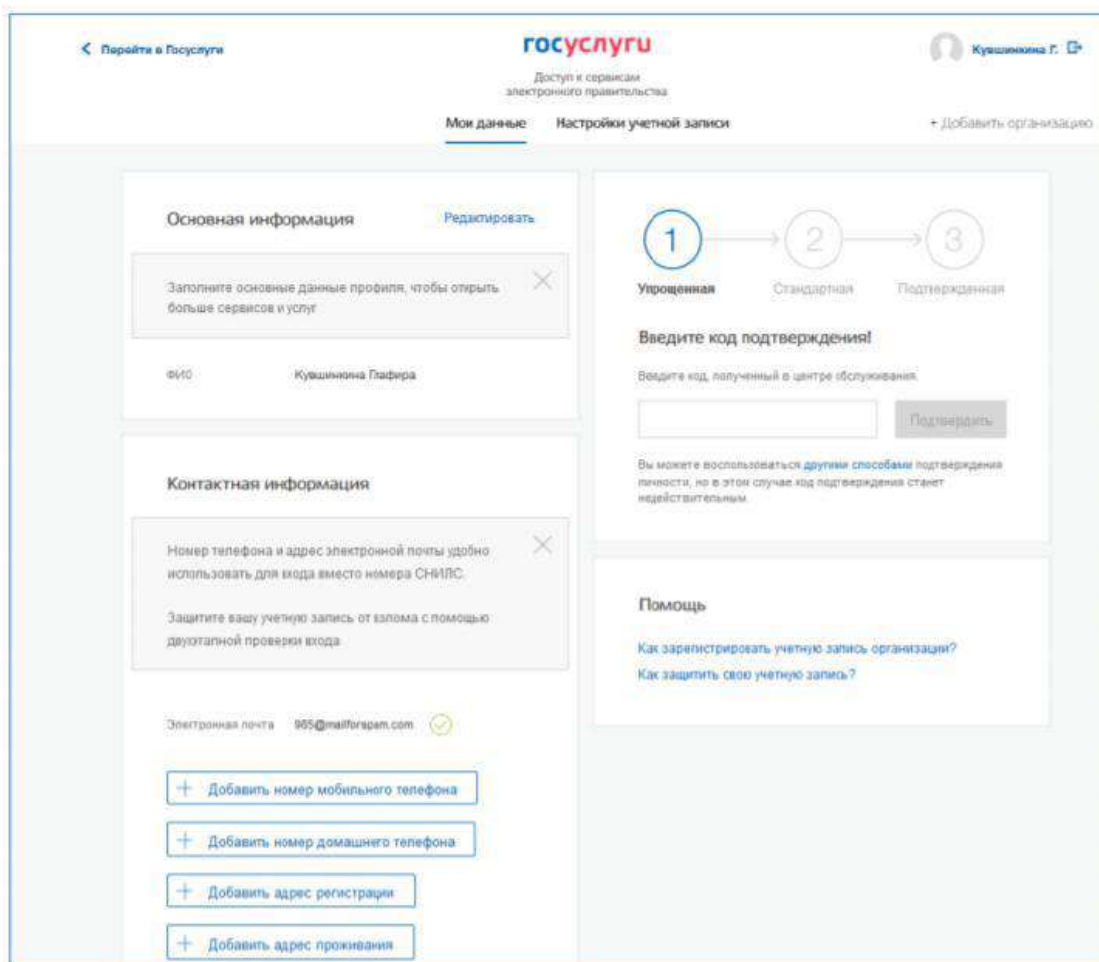 Перейти в Госуслуги
госуслуги
Кувшинкина Г.
Доступ к сервисам
электронного правительства
Мои данные Настройки учетной записи
+ Добавить организацию
Основная информация Редактировать
Заполните основные данные профиля, чтобы открыть
больше сервисов и услуг
ФИО Кувшинкина Глафира
Контактная информация
Номер телефона и адрес электронной почты удобно
использовать для входа вместо номера СНИЛС.
Защитите вашу учетную запись от взлома с помощью
двухэтапной проверки входа
Электронная почта 985@mailforspam.com
+ Добавить номер мобильного телефона
+ Добавить номер домашнего телефона
+ Добавить адрес регистрации
+ Добавить адрес проживания
1 2 3
Упрощенная Стандартная Подтвержденная
Введите код подтверждения!
Введите код, полученный в центре обслуживания.
Подтвердить
Вы можете воспользоваться другими способами подтверждения
личности, но в этом случае код подтверждения станет
недействительным.
Помощь
Как зарегистрировать учетную запись организации?
Как защитить свою учетную запись?